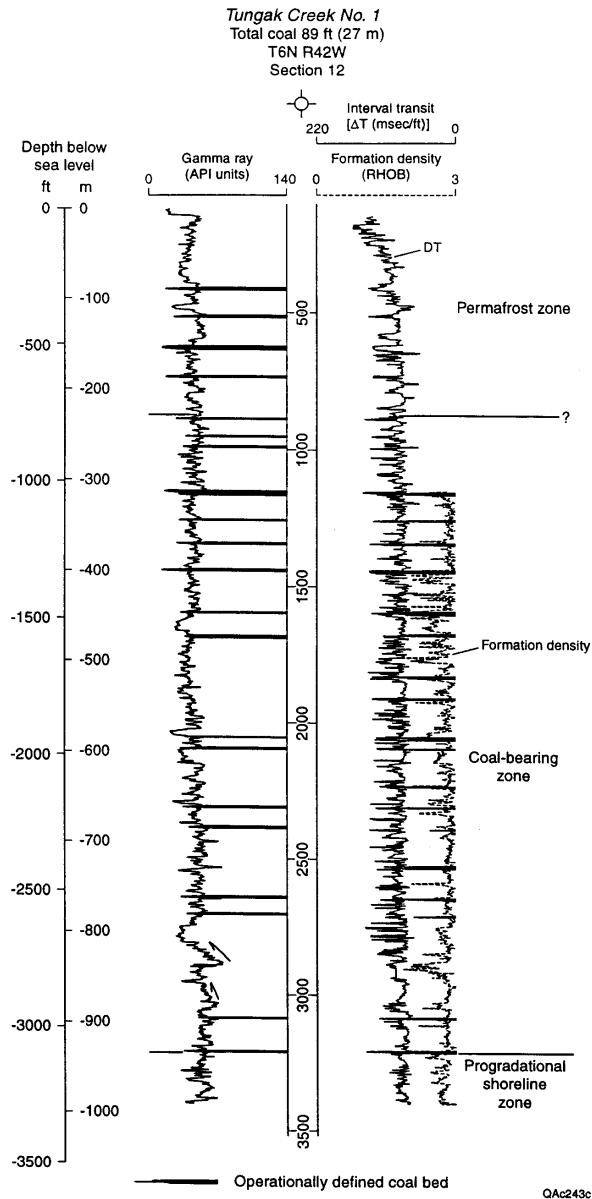 Tungak Creek No. 1
Total coal 89 ft (27 m)
T6N R42W
Section 12
Interval transit
[ΔT (msec/ft)]
220 0
Depth below
sea level
ft m
Gamma ray
(API units)
0 140
Formation density
(RHOB)
0 3
0 0
DT
-100
500
Permafrost zone
-500
-200
?
1000
-1000
-300
-400
1500
-1500
-500
Formation density
2000
-2000
-600
Coal-bearing
zone
-700
2500
-2500
-800
3000
-3000
-900
Progradational
shoreline
zone
-1000
3500
-3500
Operationally defined coal bed
QAc243c